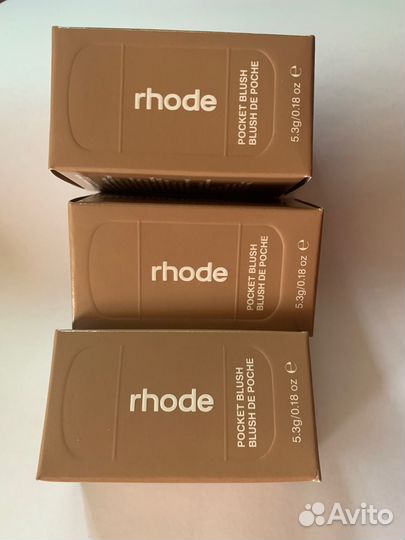 rhode
POCKET BLUSH
BLUSH DE POCHE
5.3g/0.18 oz ℮
rhode
POCKET BLUSH
BLUSH DE POCHE
5.3g/0.18 oz ℮
rhode
POCKET BLUSH
BLUSH DE POCHE
5.3g/0.18 oz ℮
Avito